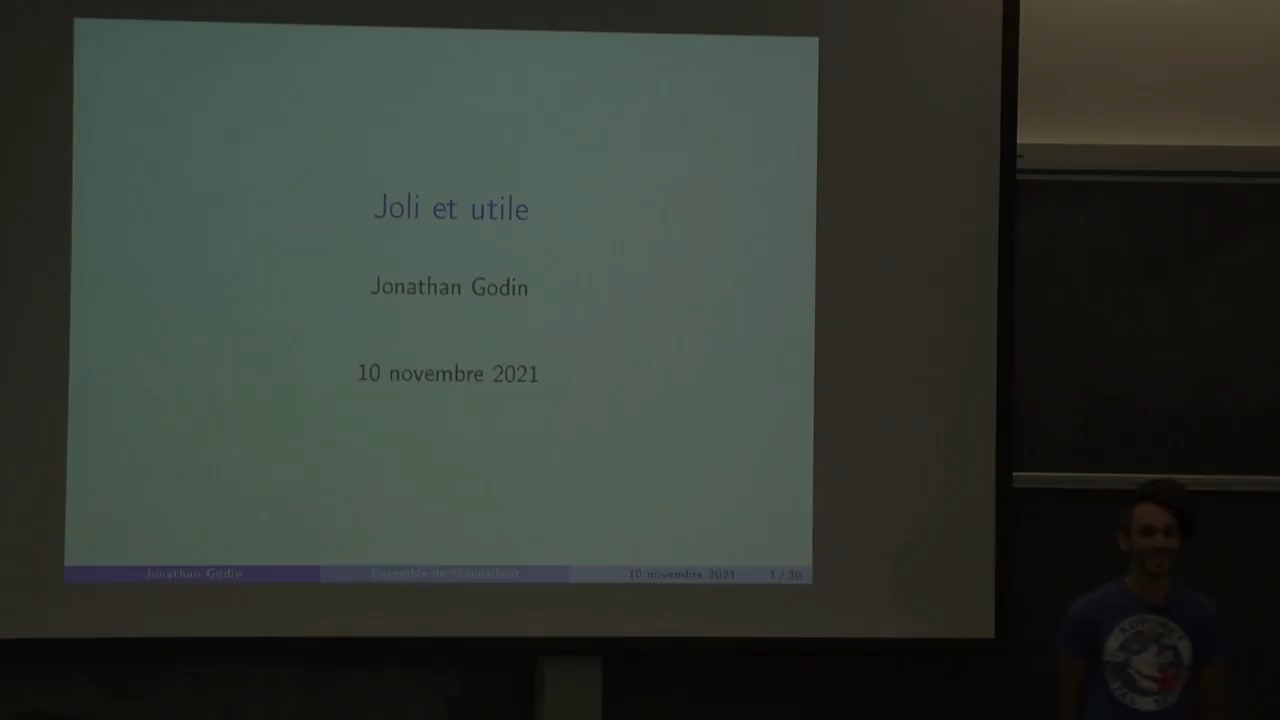 Joli et utile
Jonathan Godin
10 novembre 2021
Jonathan Godin
Ensemble de Mandelbrot
10 novembre 2021
1 / 30